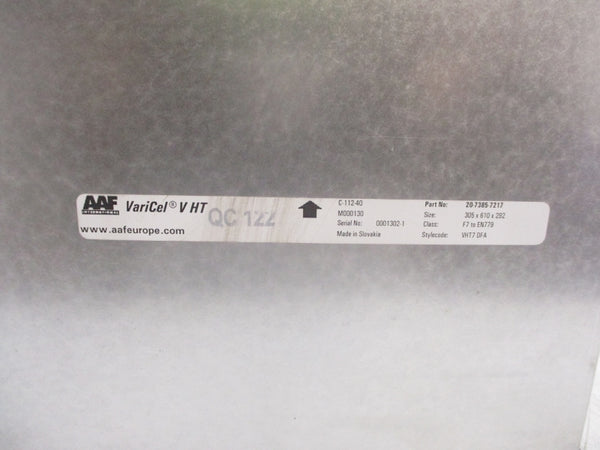 AAF
INTERNATIONAL
VariCel® V HT
www.aafeurope.com
QC 122
C-112-40
M000130
Serial No: 0001302-1
Made in Slovakia
Part No: 20-7385-7217
Size: 305 x 610 x 292
Class: F7 to EN779
Stylecode: VHT7 DFA